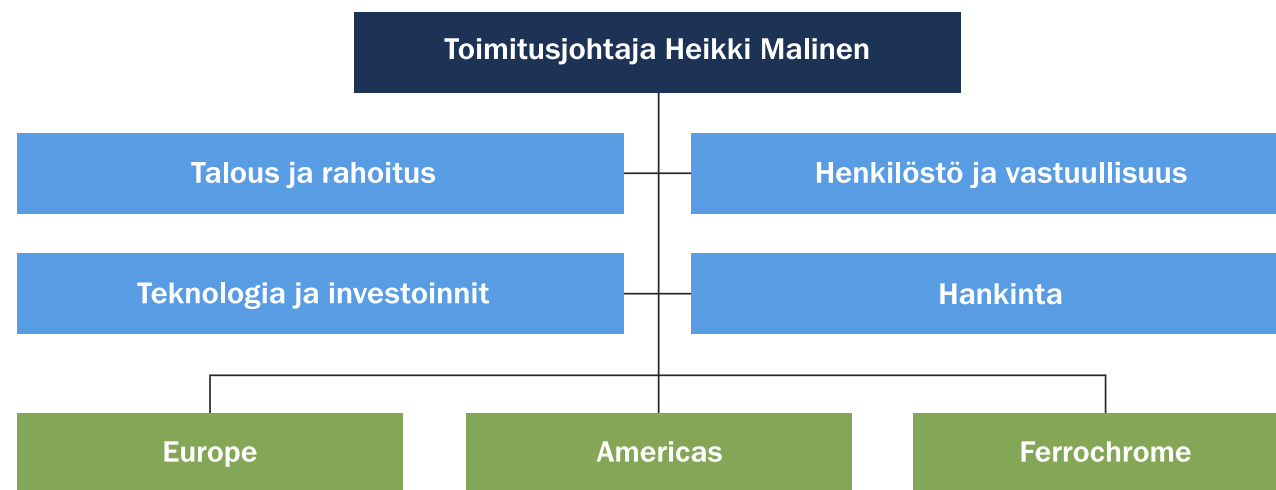 Toimitusjohtaja Heikki Malinen
Talous ja rahoitus
Henkilöstö ja vastuullisuus
Teknologia ja investoinnit
Hankinta
Europe
Americas
Ferrochrome